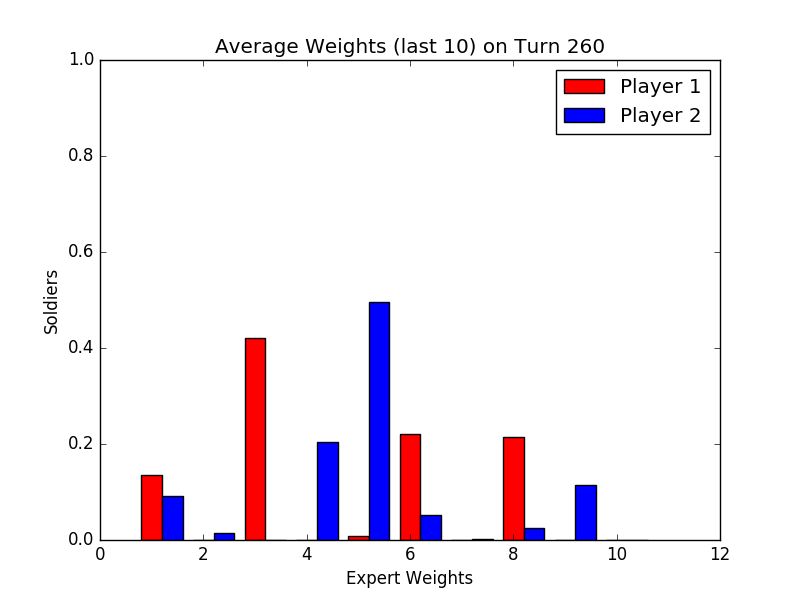 Average Weights (last 10) on Turn 260
1.0
0.8
0.6
0.4
0.2
0.0
Soldiers
Player 1
Player 2
0 2 4 6 8 10 12
Expert Weights